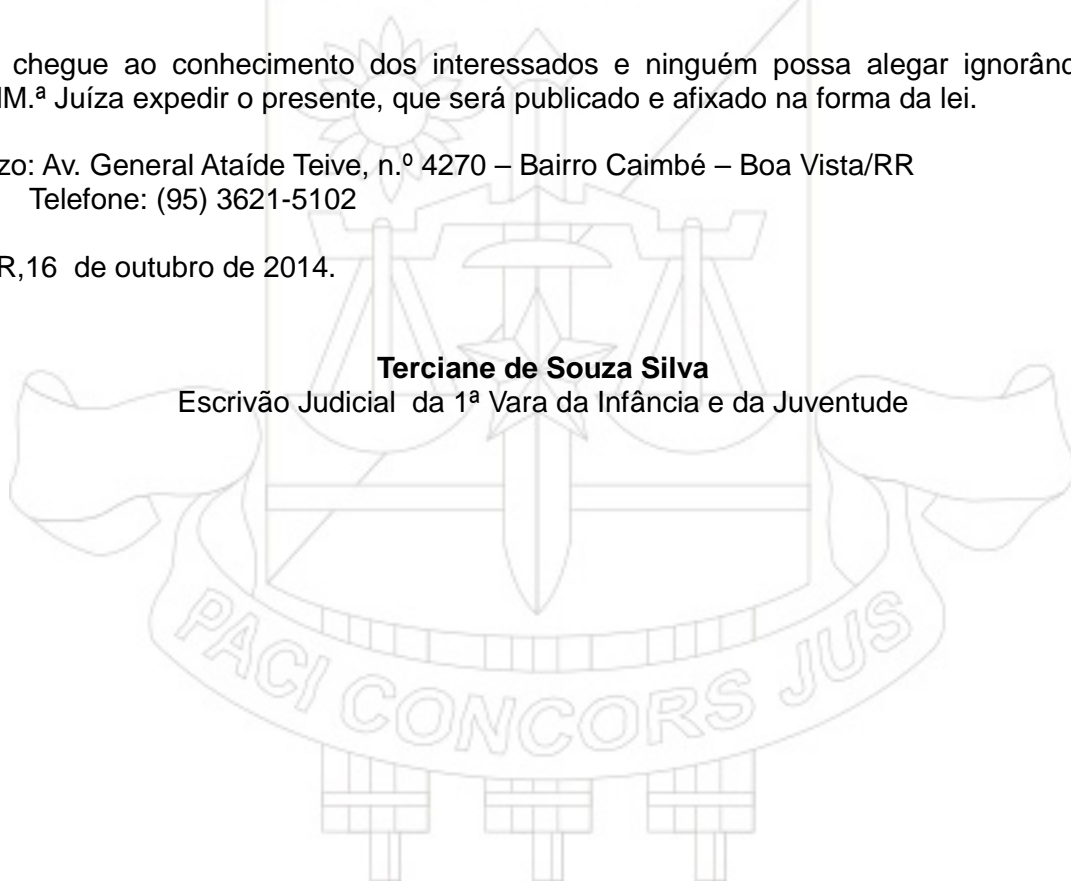 chegue ao conhecimento dos interessados e ninguém possa alegar ignorânc
MM.ª Juíza expedir o presente, que será publicado e afixado na forma da lei.
zo: Av. General Ataíde Teive, n.º 4270 – Bairro Caimbé – Boa Vista/RR
Telefone: (95) 3621-5102
R,16 de outubro de 2014.
Terciane de Souza Silva
Escrivão Judicial da 1ª Vara da Infância e da Juventude
PACI CONCORS JUS